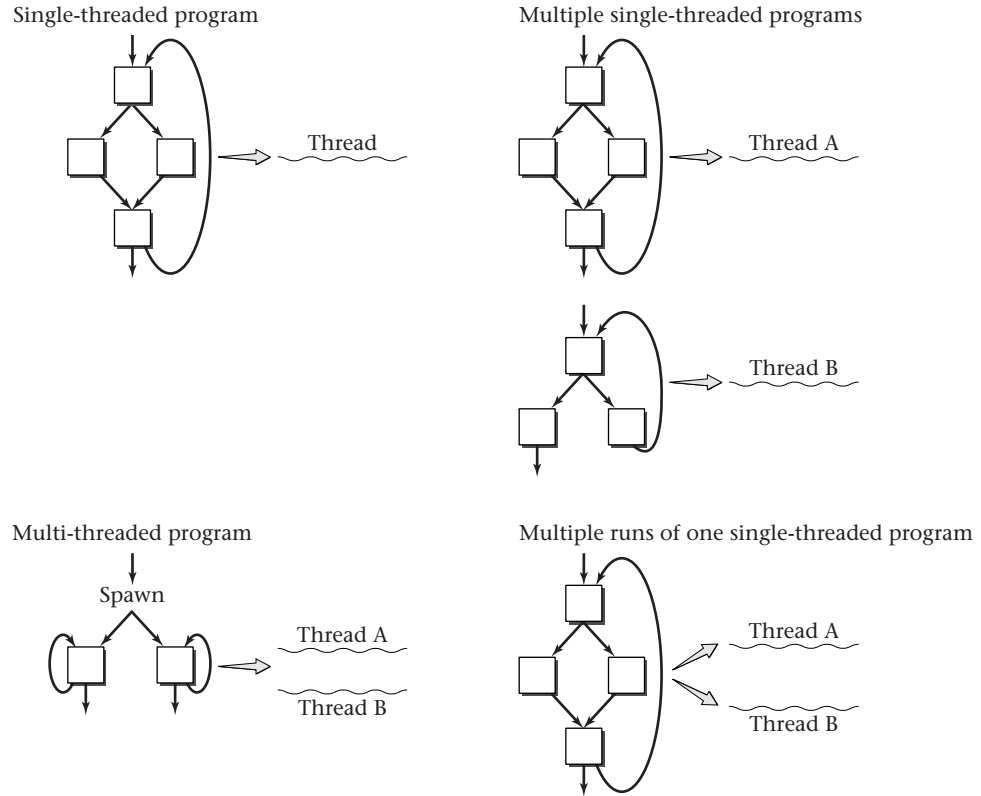 Single-threaded program
Thread
Multiple single-threaded programs
Thread A
Thread B
Multi-threaded program
Spawn
Thread A
Thread B
Multiple runs of one single-threaded program
Thread A
Thread B